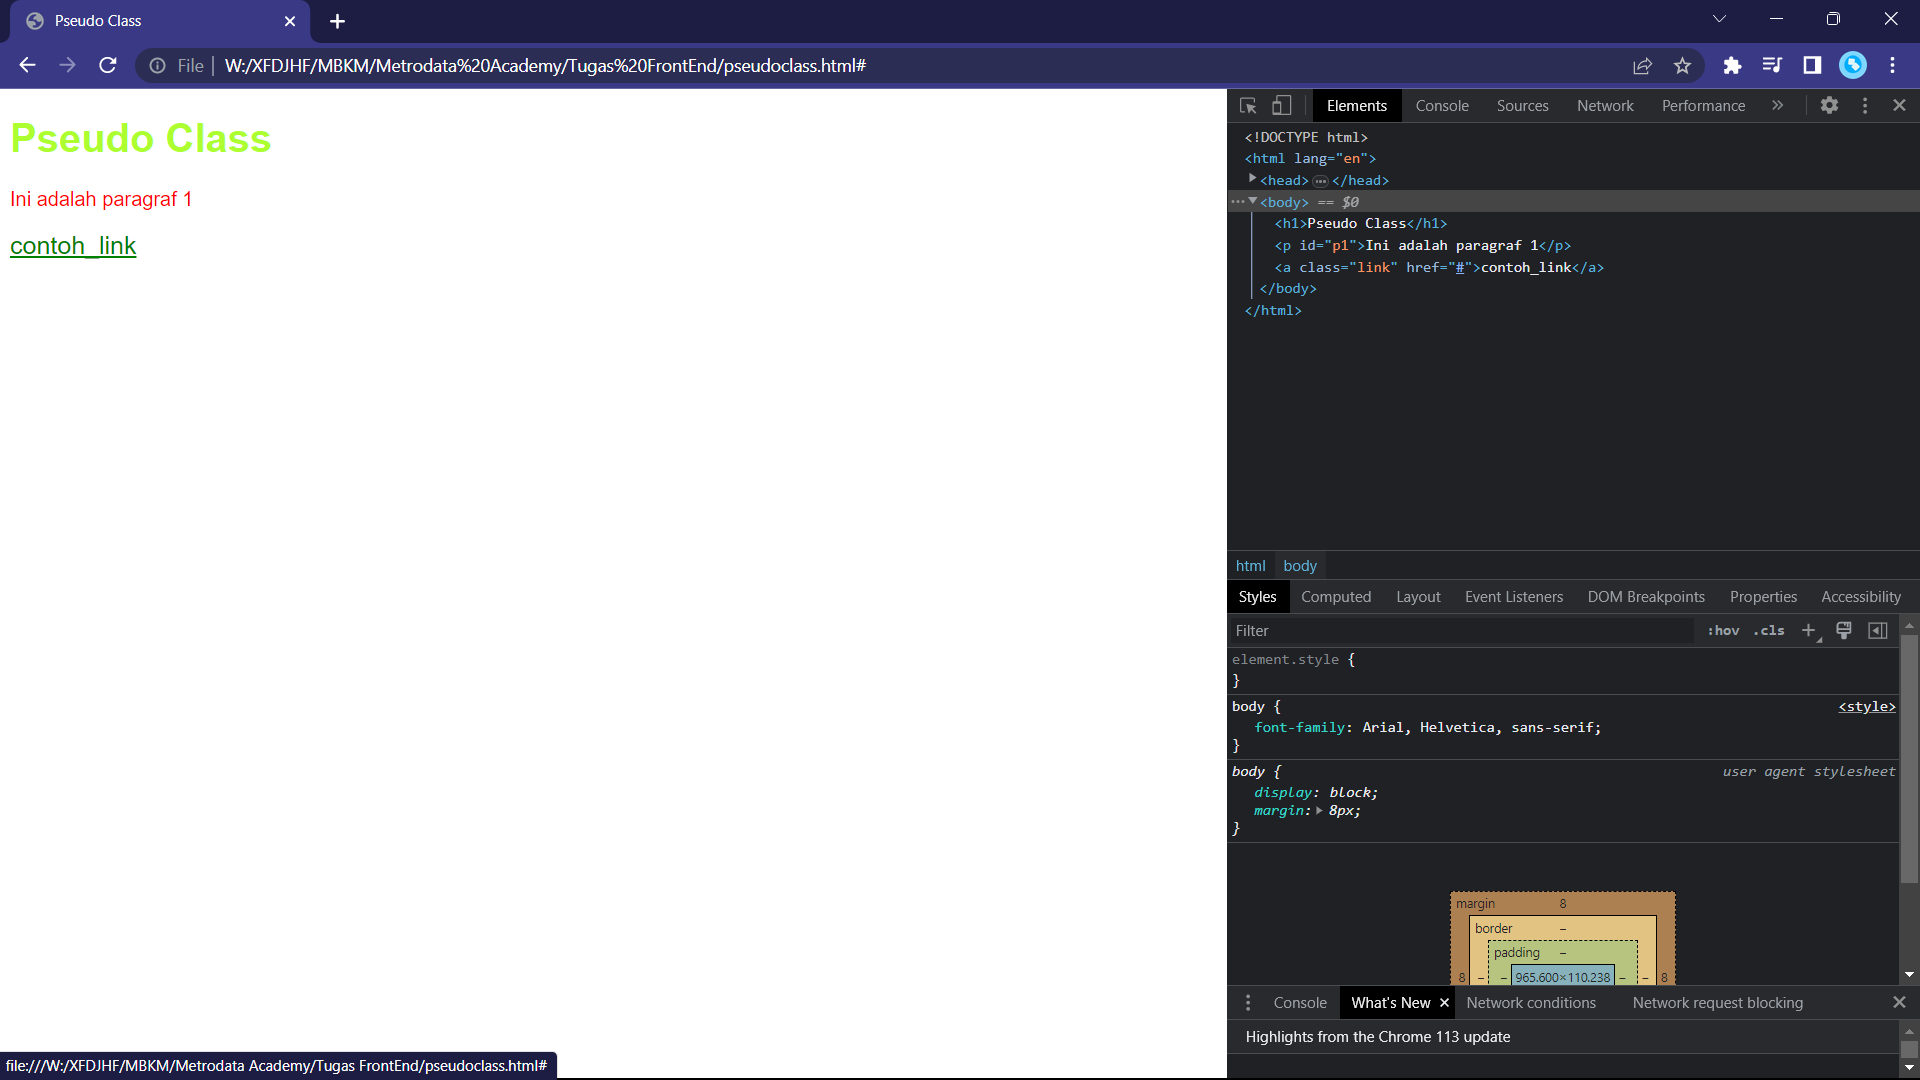 Pseudo Class
File | W:/XFDJHF/MBKM/Metrodata%20Academy/Tugas%20FrontEnd/pseudoclass.html#
Pseudo Class
Ini adalah paragraf 1
contoh_link
file:///W:/XFDJHF/MBKM/Metrodata Academy/Tugas FrontEnd/pseudoclass.html#
Elements Console Sources Network Performance »
<!DOCTYPE html>
<html lang="en">
<head> ••• </head>
••• <body> == $0
<h1>Pseudo Class</h1>
<p id="p1">Ini adalah paragraf 1</p>
<a class="link" href="#">contoh_link</a>
</body>
</html>
html body
Styles Computed Layout Event Listeners DOM Breakpoints Properties Accessibility
Filter :hov .cls +
element.style {
}
body { <style>
font-family: Arial, Helvetica, sans-serif;
}
body { user agent stylesheet
display: block;
margin: 8px;
}
margin 8
border –
padding –
8 – – 965.600×110.238 – – 8
Console What's New Network conditions Network request blocking
Highlights from the Chrome 113 update